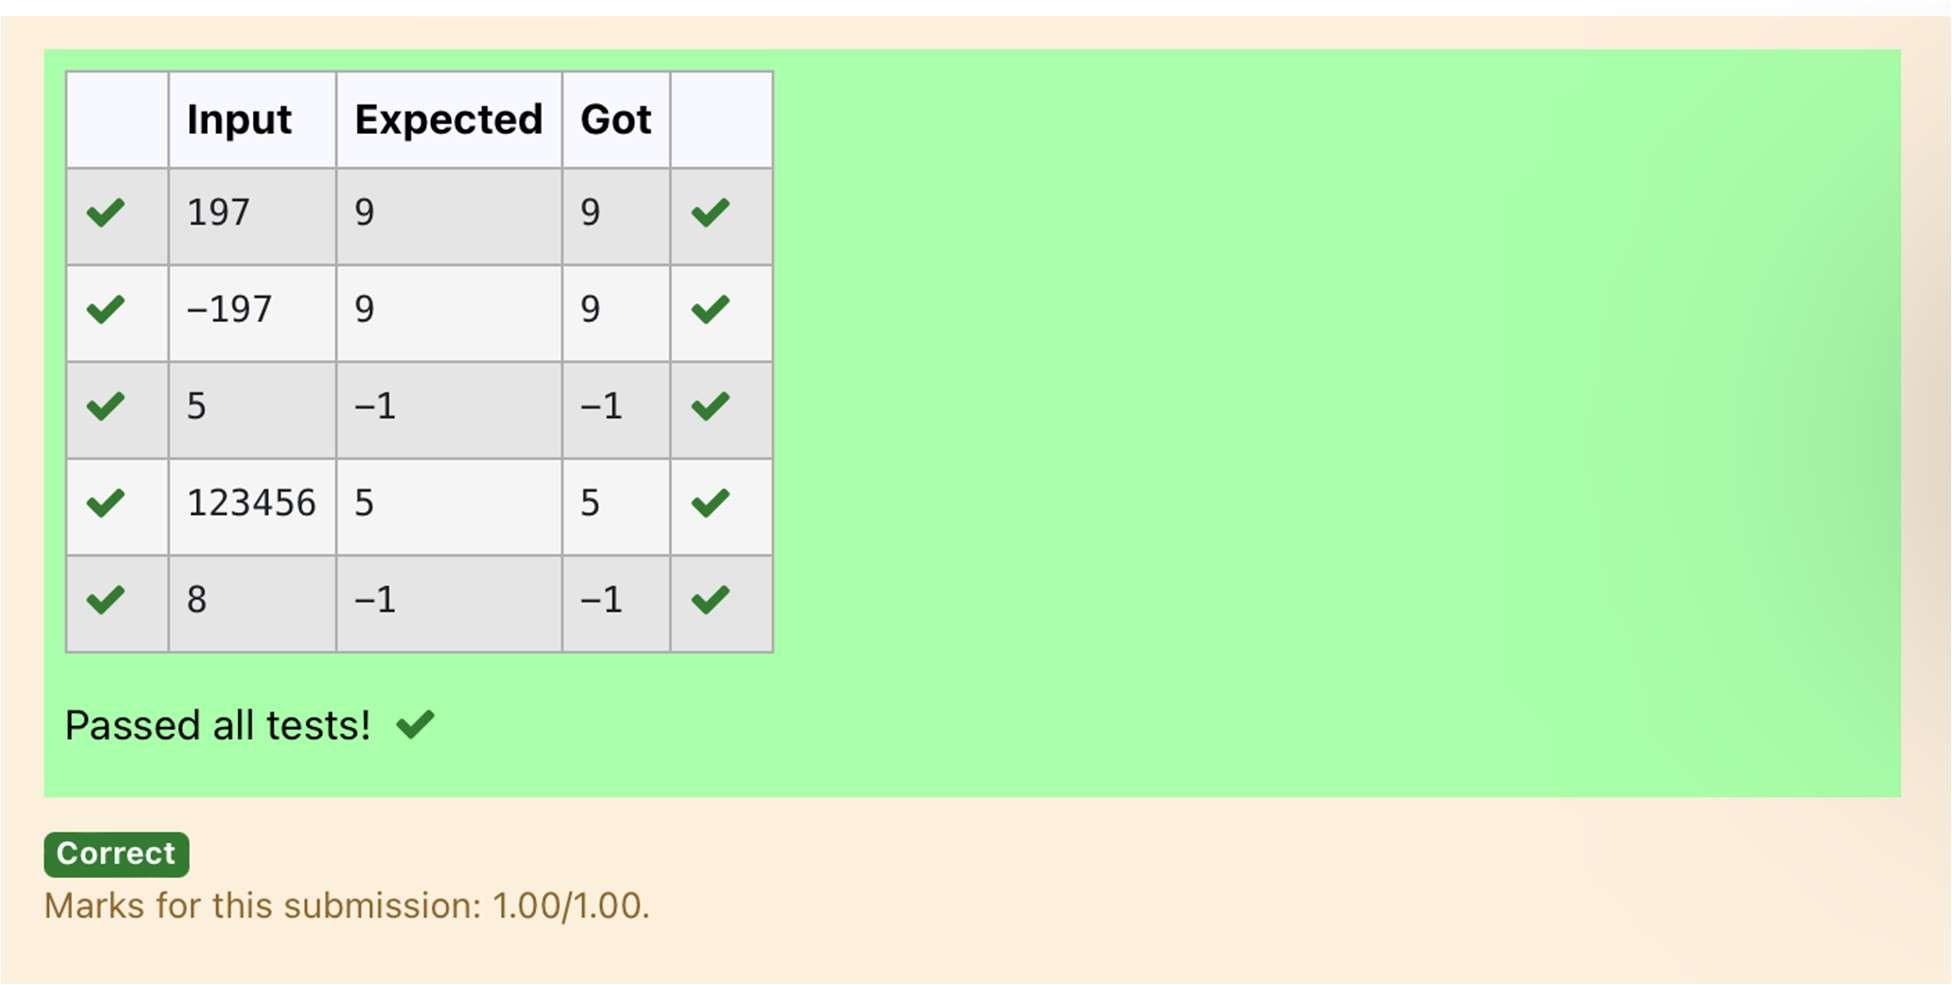 Input Expected Got
197 9 9
-197 9 9
5 -1 -1
123456 5 5
8 -1 -1
Passed all tests!
Correct
Marks for this submission: 1.00/1.00.